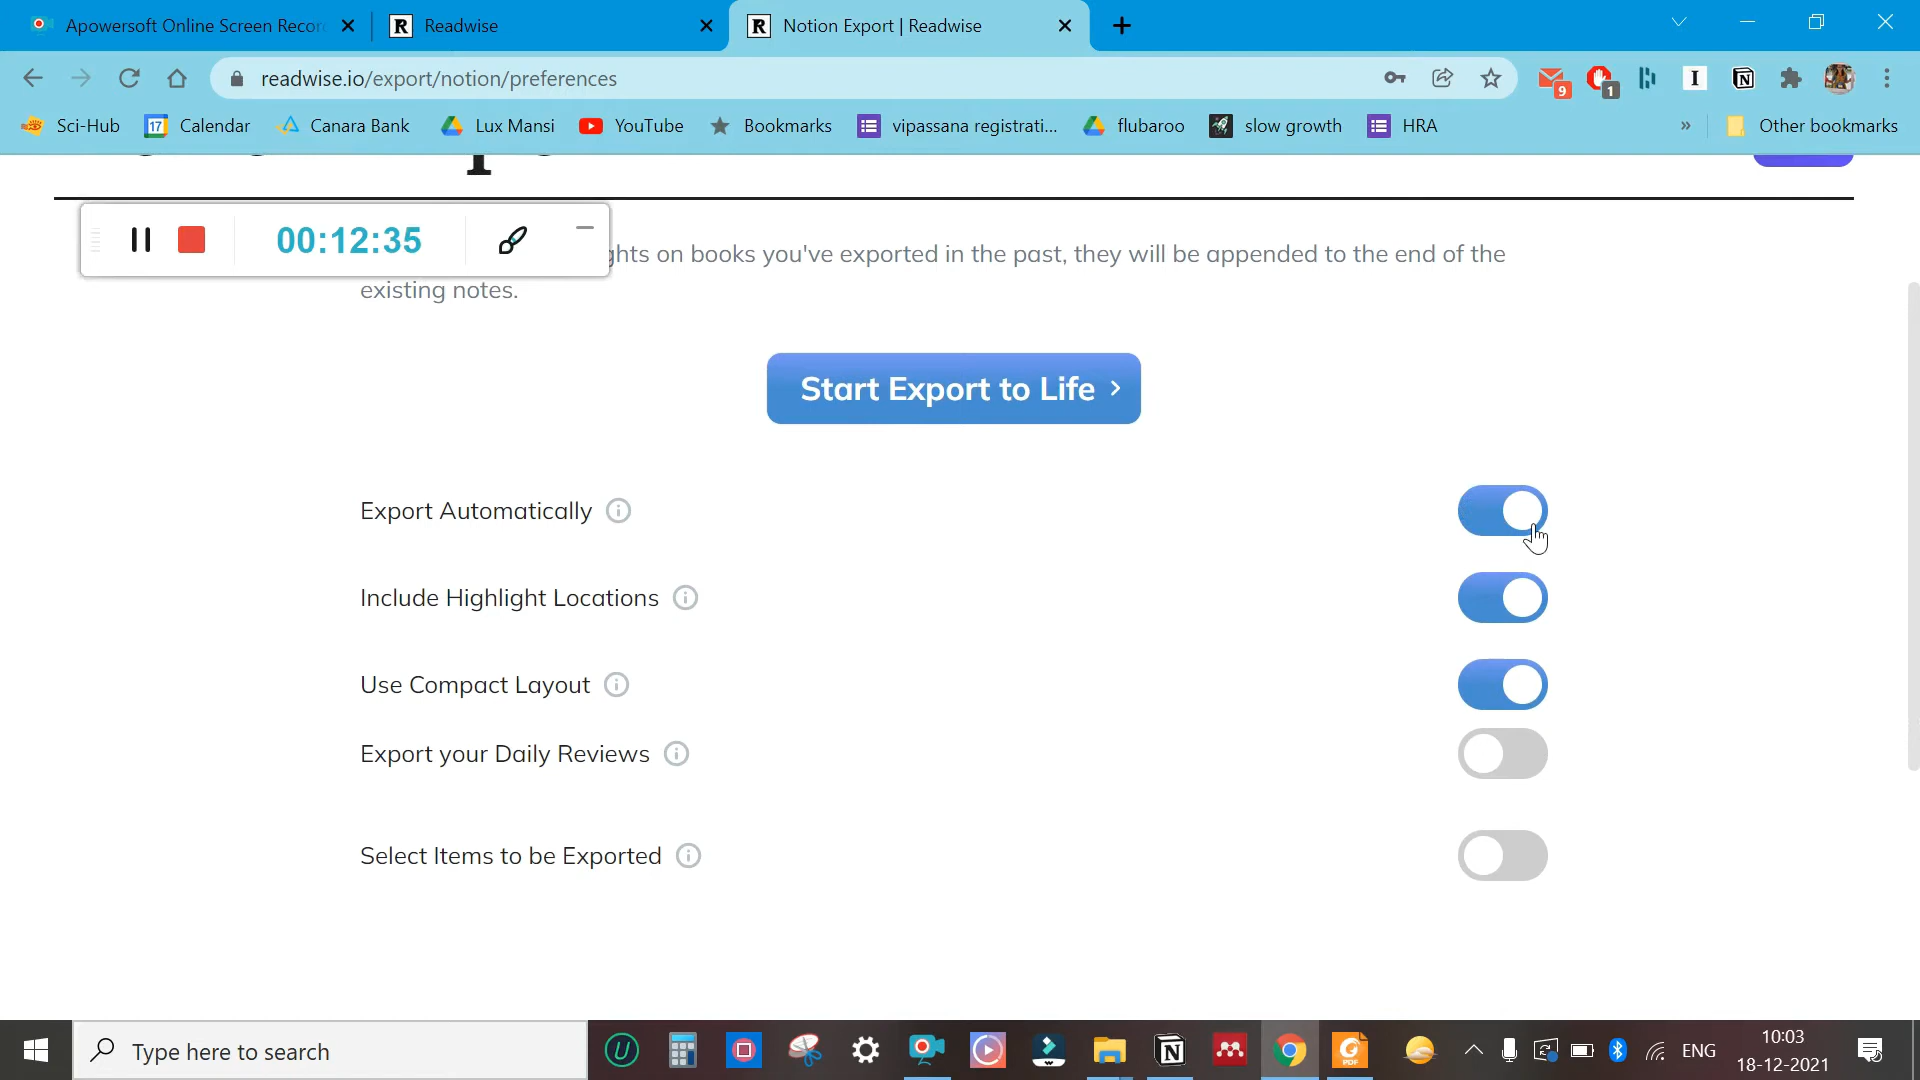 Apowersoft Online Screen Recor
Readwise
Notion Export | Readwise
readwise.io/export/notion/preferences
9
1
Sci-Hub
17
Calendar
Canara Bank
Lux Mansi
YouTube
Bookmarks
vipassana registrati...
flubaroo
slow growth
HRA
»
Other bookmarks
00:12:35
ghts on books you've exported in the past, they will be appended to the end of the
existing notes.
Start Export to Life
Export Automatically
Include Highlight Locations
Use Compact Layout
Export your Daily Reviews
Select Items to be Exported
Type here to search
PDF
ENG
10:03
18-12-2021